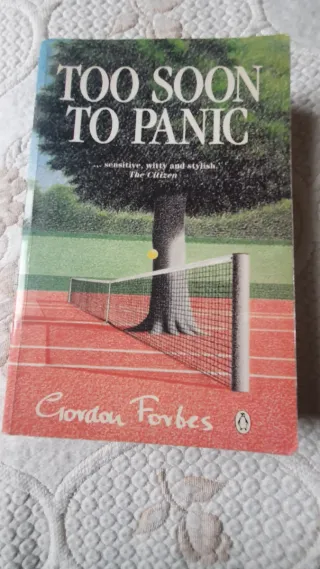 TOO SOON
TO PANIC
... sensitive, witty and stylish.
The Citizen
Gordon Forbes